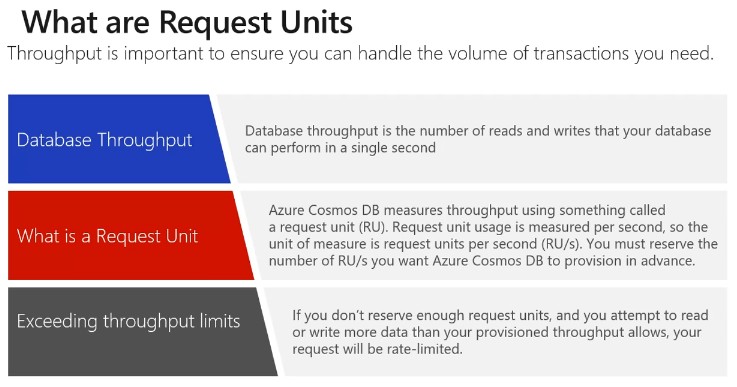 What are Request Units
Throughput is important to ensure you can handle the volume of transactions you need.
Database Throughput
Database throughput is the number of reads and writes that your database
can perform in a single second
What is a Request Unit
Azure Cosmos DB measures throughput using something called
a request unit (RU). Request unit usage is measured per second, so the
unit of measure is request units per second (RU/s). You must reserve the
number of RU/s you want Azure Cosmos DB to provision in advance.
Exceeding throughput limits
If you don’t reserve enough request units, and you attempt to read
or write more data than your provisioned throughput allows, your
request will be rate-limited.